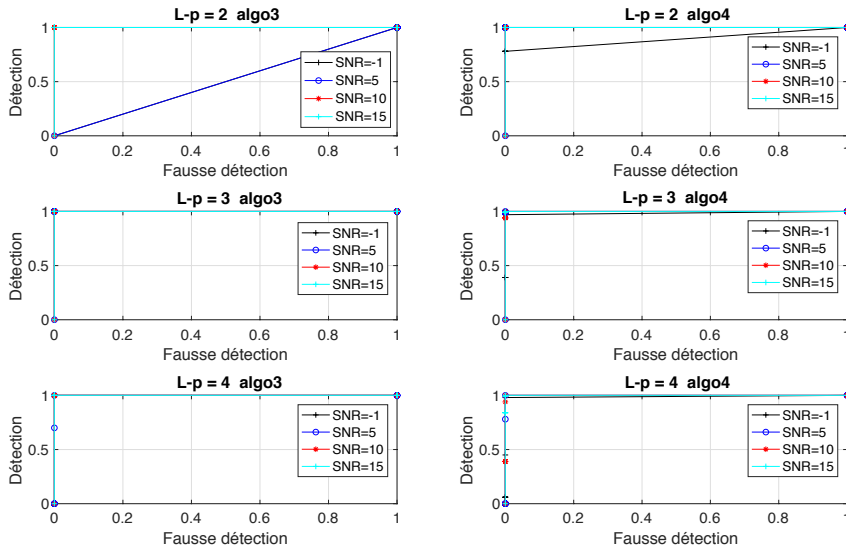 L-p = 2 algo3
Détection
1
0.5
0
0 0.2 0.4 0.6 0.8 1
Fausse détection
SNR=-1
SNR=5
SNR=10
SNR=15
L-p = 2 algo4
Détection
1
0.5
0
0 0.2 0.4 0.6 0.8 1
Fausse détection
SNR=-1
SNR=5
SNR=10
SNR=15
L-p = 3 algo3
Détection
1
0.5
0
0 0.2 0.4 0.6 0.8 1
Fausse détection
SNR=-1
SNR=5
SNR=10
SNR=15
L-p = 3 algo4
Détection
1
0.5
0
0 0.2 0.4 0.6 0.8 1
Fausse détection
SNR=-1
SNR=5
SNR=10
SNR=15
L-p = 4 algo3
Détection
1
0.5
0
0 0.2 0.4 0.6 0.8 1
Fausse détection
SNR=-1
SNR=5
SNR=10
SNR=15
L-p = 4 algo4
Détection
1
0.5
0
0 0.2 0.4 0.6 0.8 1
Fausse détection
SNR=-1
SNR=5
SNR=10
SNR=15